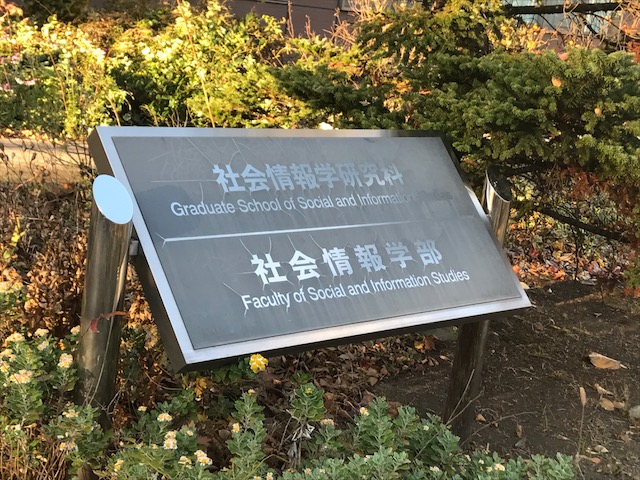 社会情報学研究科
Graduate School of Social and Information
社会情報学部
Faculty of Social and Information Studies